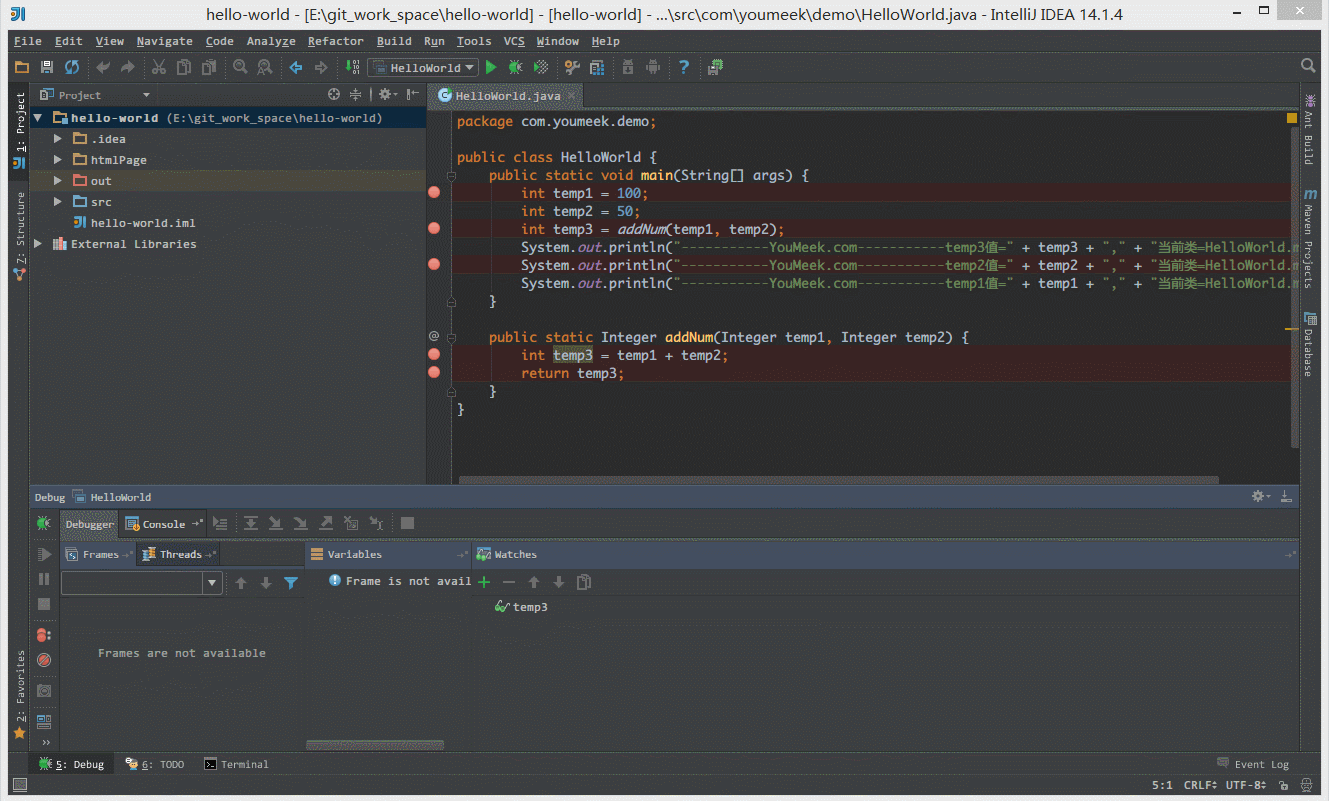 hello-world - [E:\git_work_space\hello-world] - [hello-world] - ...\src\com\youmeek\demo\HelloWorld.java - IntelliJ IDEA 14.1.4
File Edit View Navigate Code Analyze Refactor Build Run Tools VCS Window Help
HelloWorld
1: Project
Z: Structure
2: Favorites
Project
hello-world (E:\git_work_space\hello-world)
.idea
htmlPage
out
src
hello-world.iml
External Libraries
HelloWorld.java
package com.youmeek.demo;
public class HelloWorld {
public static void main(String[] args) {
int temp1 = 100;
int temp2 = 50;
int temp3 = addNum(temp1, temp2);
System.out.println("-----------YouMeek.com-----------temp3值=" + temp3 + "," + "当前类=HelloWorld.m
System.out.println("-----------YouMeek.com-----------temp2值=" + temp2 + "," + "当前类=HelloWorld.m
System.out.println("-----------YouMeek.com-----------temp1值=" + temp1 + "," + "当前类=HelloWorld.m
}
@
public static Integer addNum(Integer temp1, Integer temp2) {
int temp3 = temp1 + temp2;
return temp3;
}
}
Ant Build
m Maven Projects
Database
Debug HelloWorld
Debugger Console
Frames Threads Variables Watches
Frame is not avail
temp3
Frames are not available
5: Debug 6: TODO Terminal Event Log
5:1 CRLF UTF-8